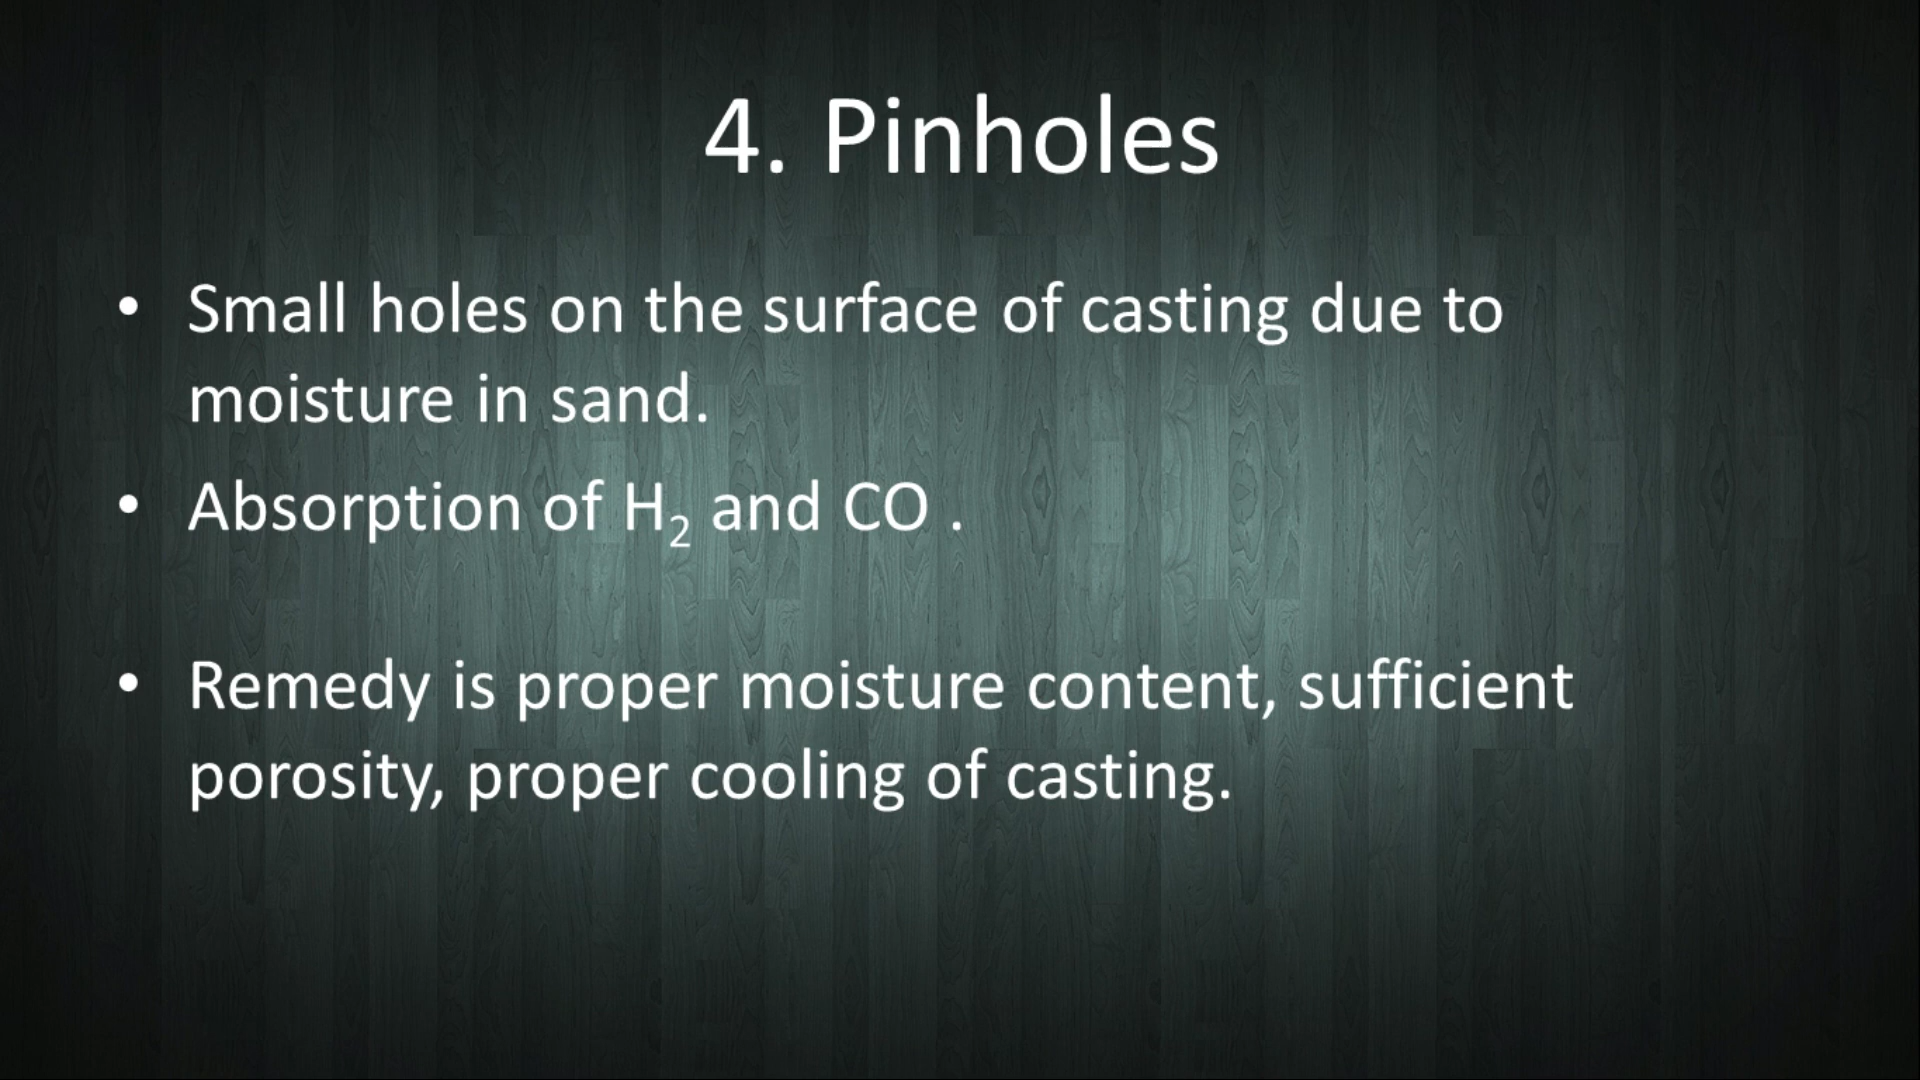 4. Pinholes
• Small holes on the surface of casting due to
moisture in sand.
• Absorption of H₂ and CO .
• Remedy is proper moisture content, sufficient
porosity, proper cooling of casting.